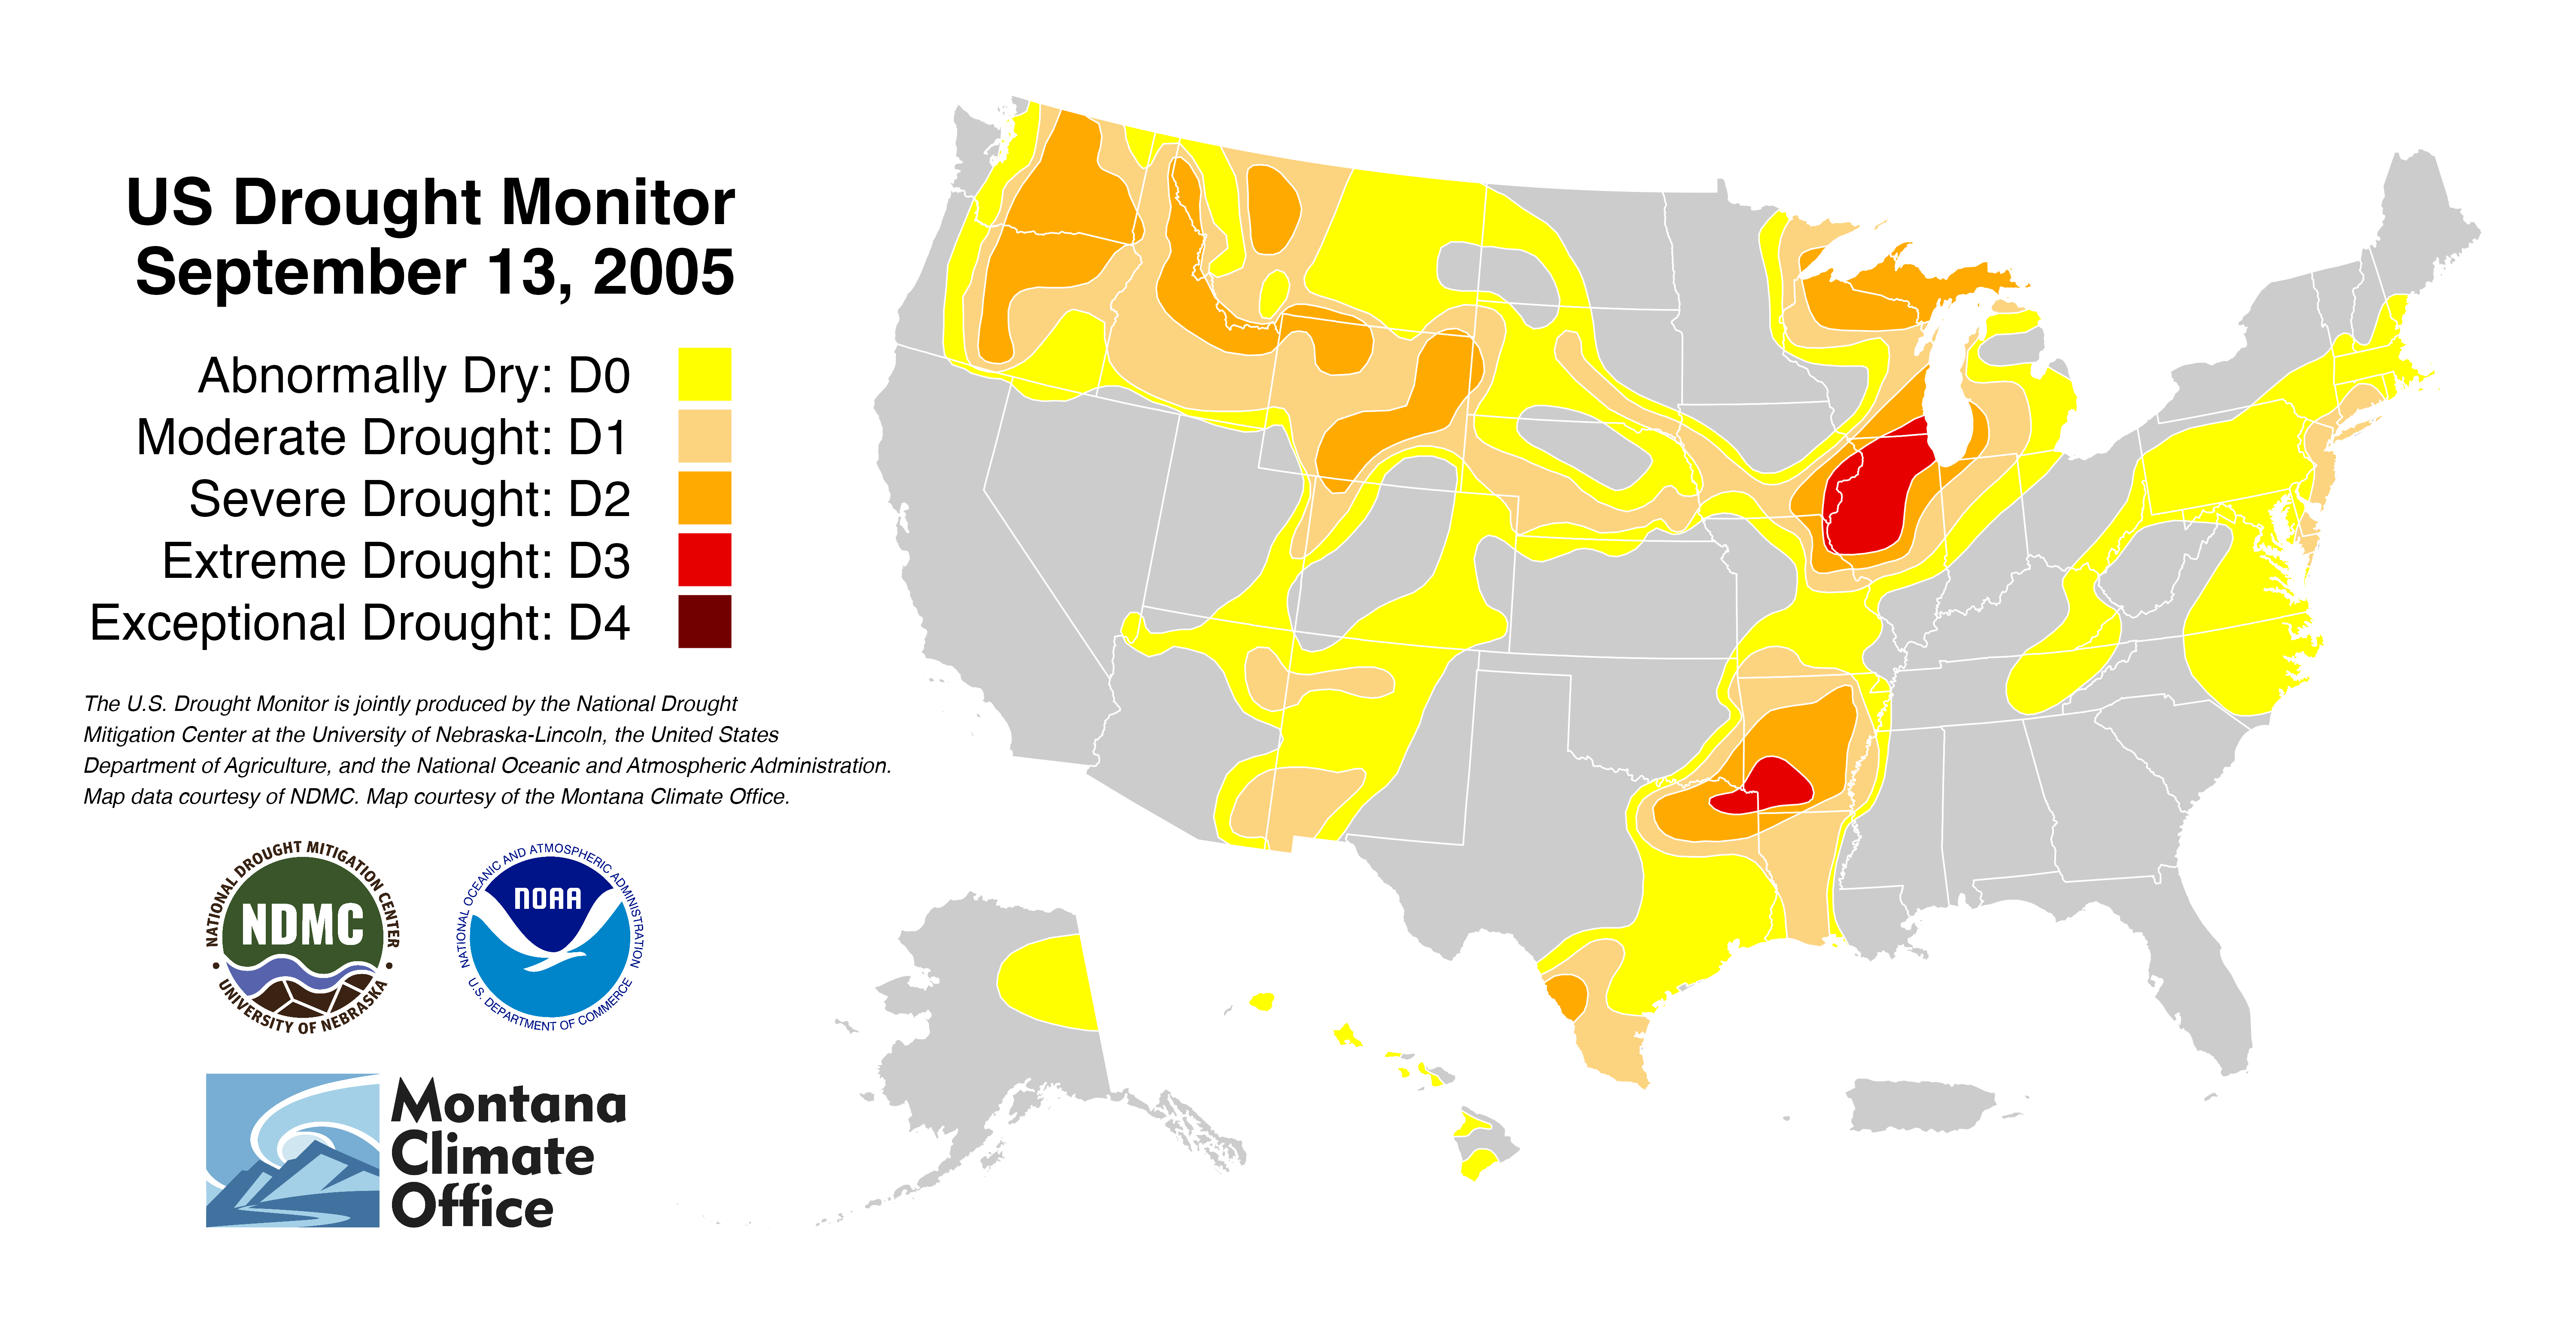 US Drought Monitor
September 13, 2005
Abnormally Dry: D0
Moderate Drought: D1
Severe Drought: D2
Extreme Drought: D3
Exceptional Drought: D4
The U.S. Drought Monitor is jointly produced by the National Drought
Mitigation Center at the University of Nebraska-Lincoln, the United States
Department of Agriculture, and the National Oceanic and Atmospheric Administration.
Map data courtesy of NDMC. Map courtesy of the Montana Climate Office.
NATIONAL DROUGHT MITIGATION CENTER
NDMC
UNIVERSITY OF NEBRASKA
NATIONAL OCEANIC AND ATMOSPHERIC ADMINISTRATION
NOAA
U.S. DEPARTMENT OF COMMERCE
Montana
Climate
Office